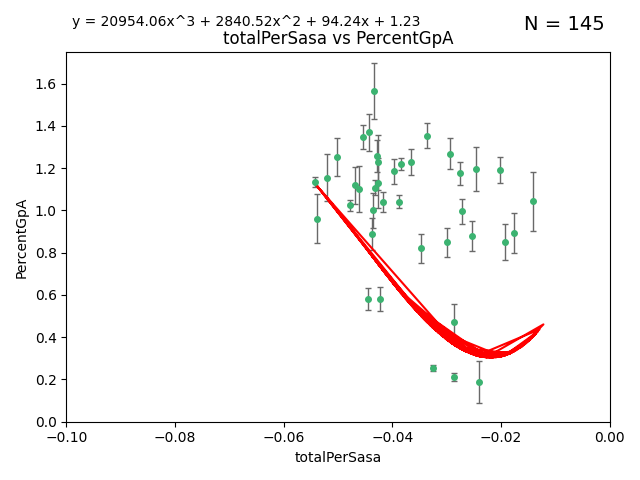 y = 20954.06x^3 + 2840.52x^2 + 94.24x + 1.23
N = 145
totalPerSasa vs PercentGpA
1.6
1.4
1.2
1.0
0.8
0.6
0.4
0.2
0.0
PercentGpA
−0.10 −0.08 −0.06 −0.04 −0.02 0.00
totalPerSasa